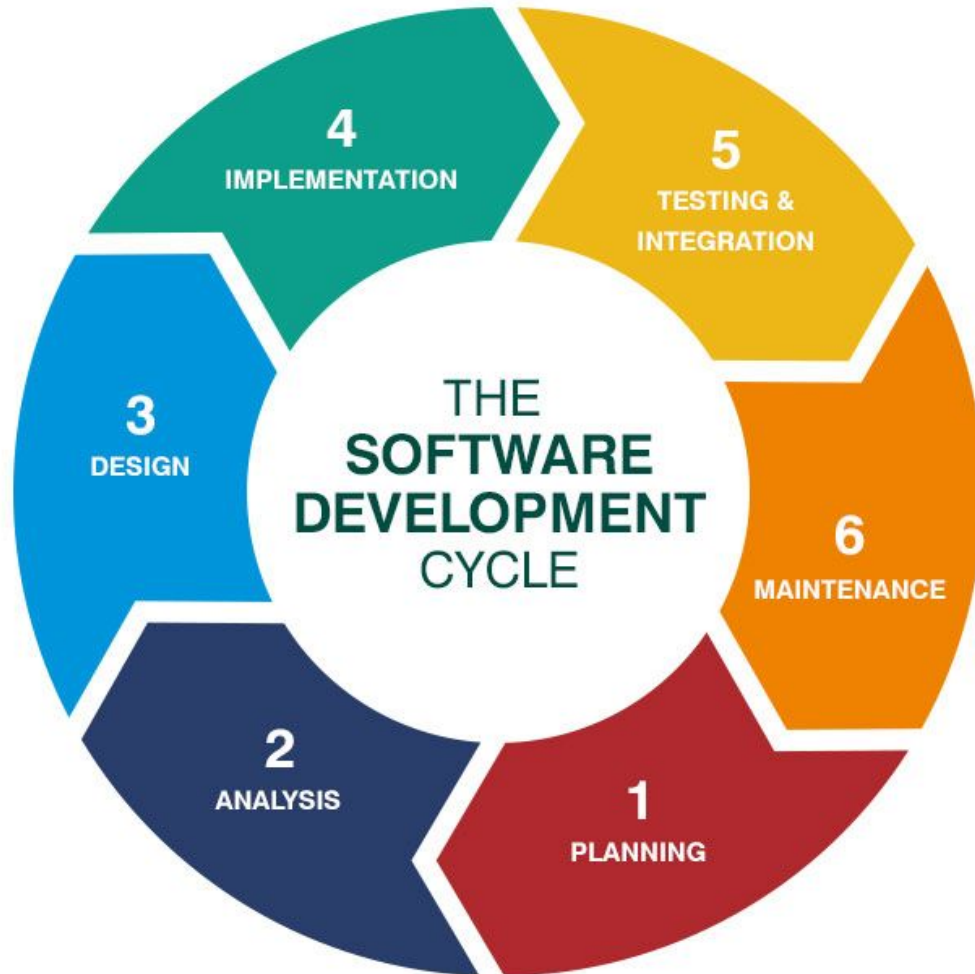 THE
SOFTWARE
DEVELOPMENT
CYCLE
1
PLANNING
2
ANALYSIS
3
DESIGN
4
IMPLEMENTATION
5
TESTING &
INTEGRATION
6
MAINTENANCE